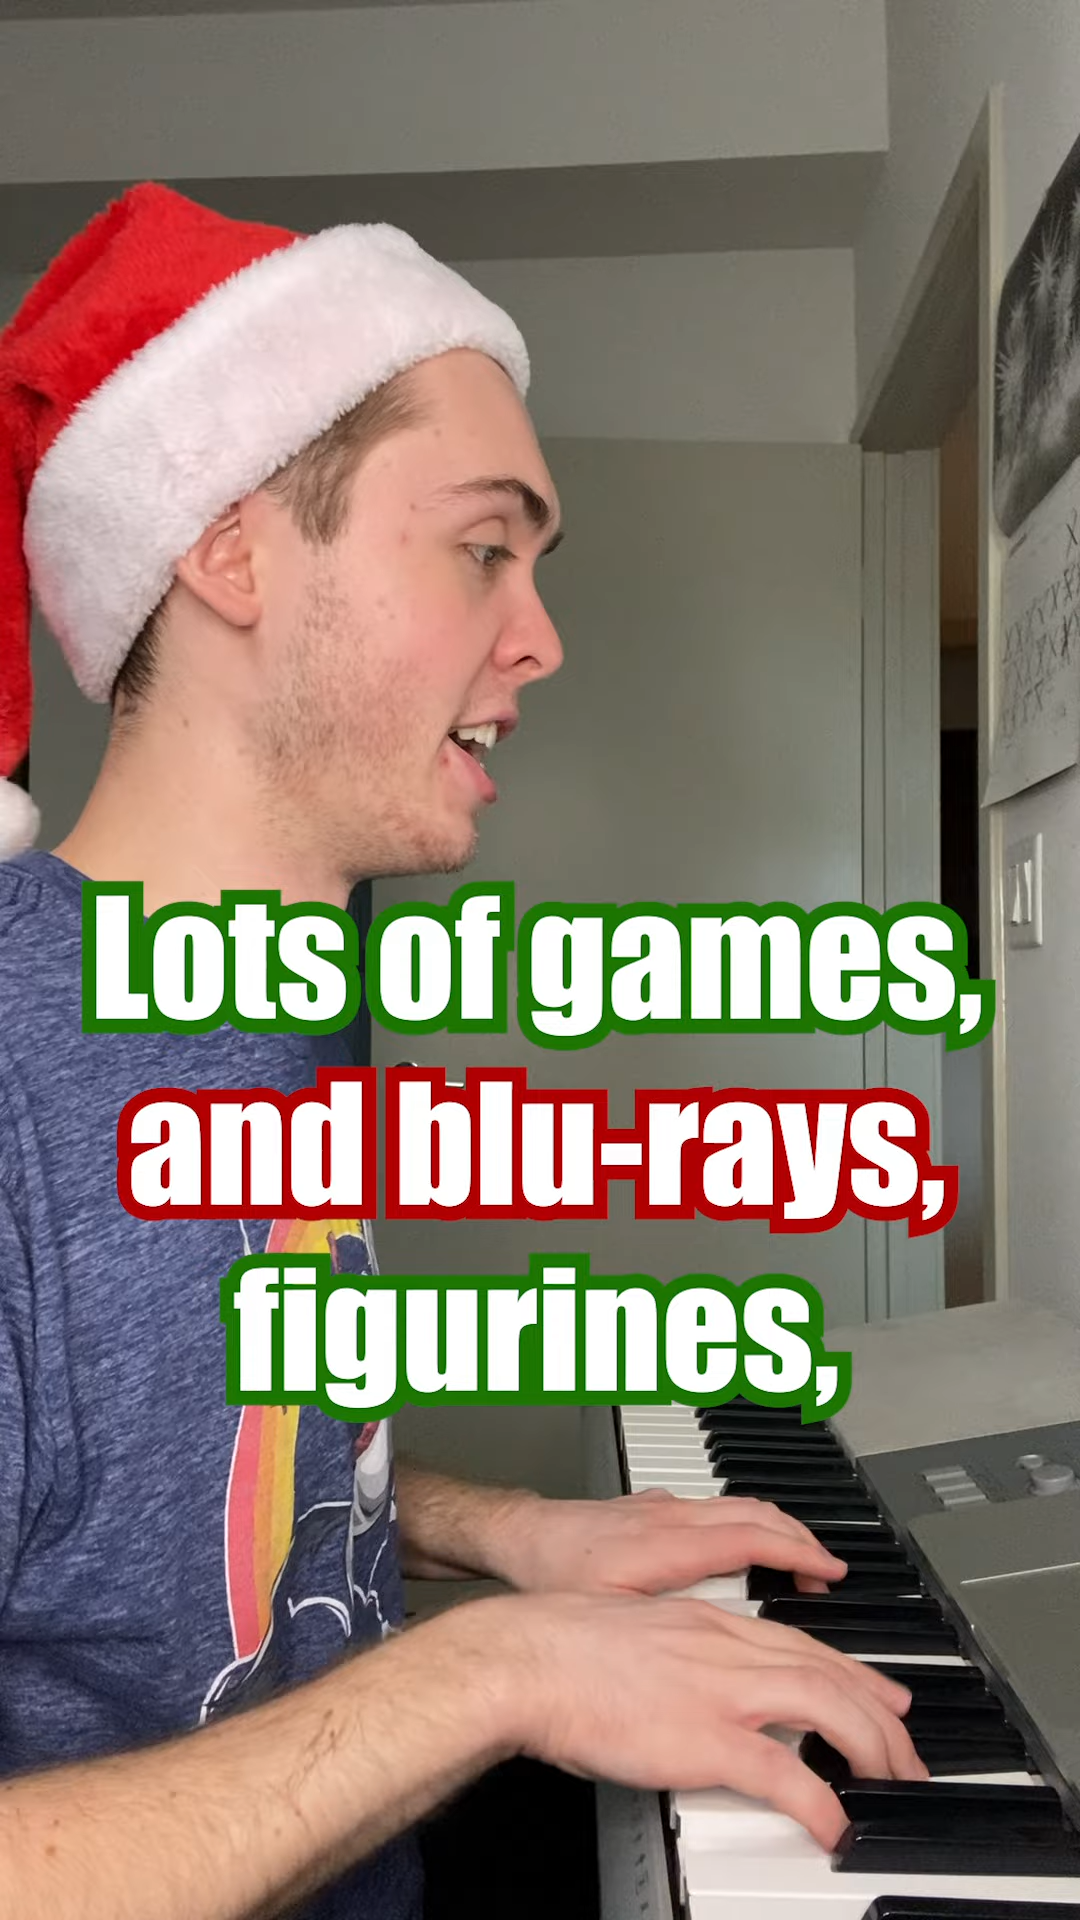 Lots of games,
and blu-rays,
figurines,